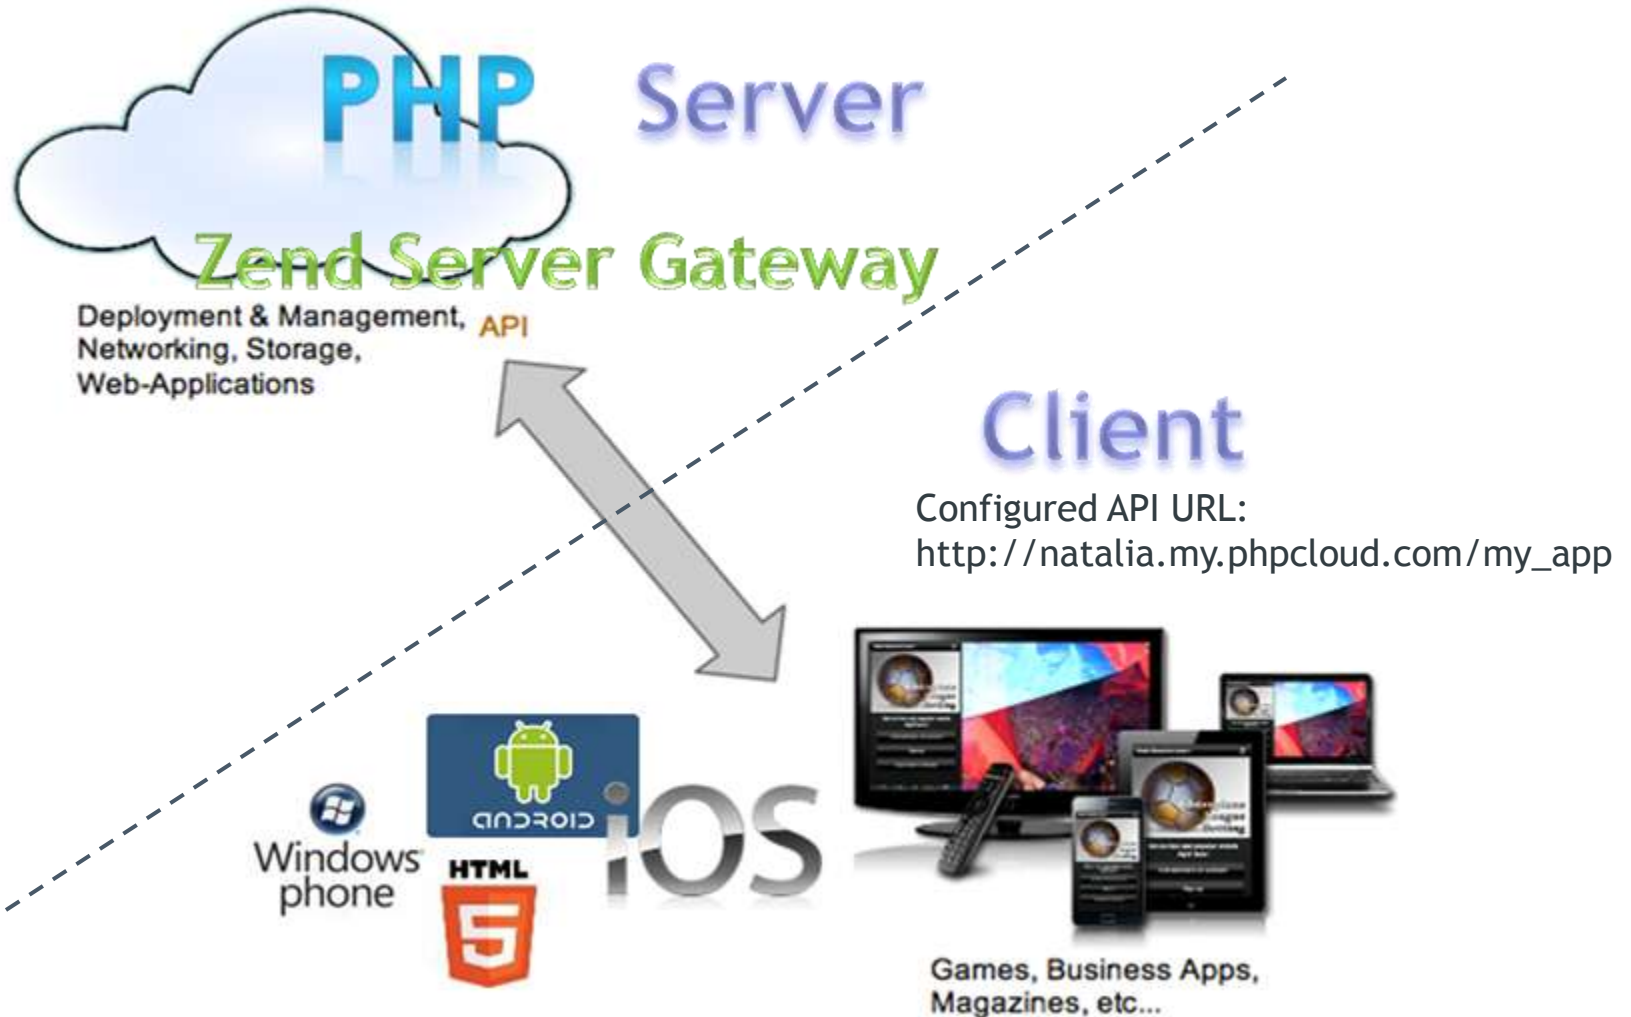 PHP
Server
Zend Server Gateway
Deployment & Management,
API
Networking, Storage,
Web-Applications
Client
Configured API URL:
http://natalia.my.phpcloud.com/my_app
ANDROID
iOS
Windows
phone
HTML
5
Games, Business Apps,
Magazines, etc...